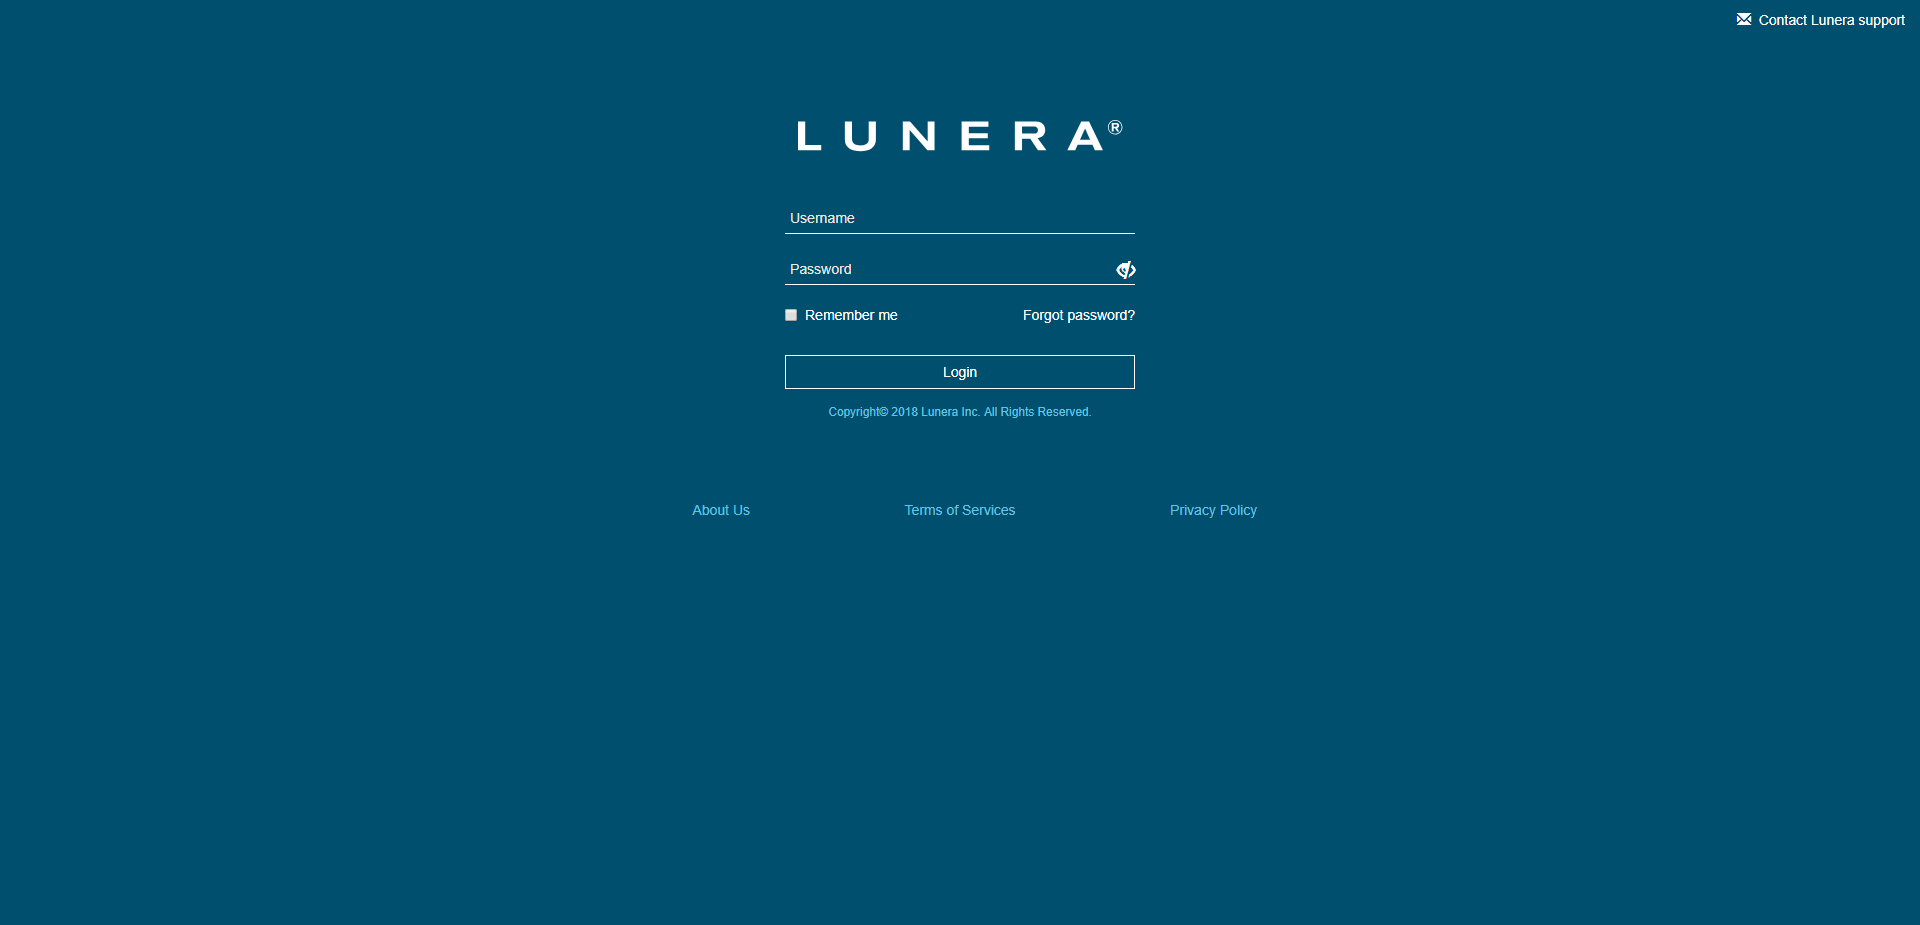 Contact Lunera support
LUNERA®
Username
Password
Remember me
Forgot password?
Login
Copyright© 2018 Lunera Inc. All Rights Reserved.
About Us
Terms of Services
Privacy Policy